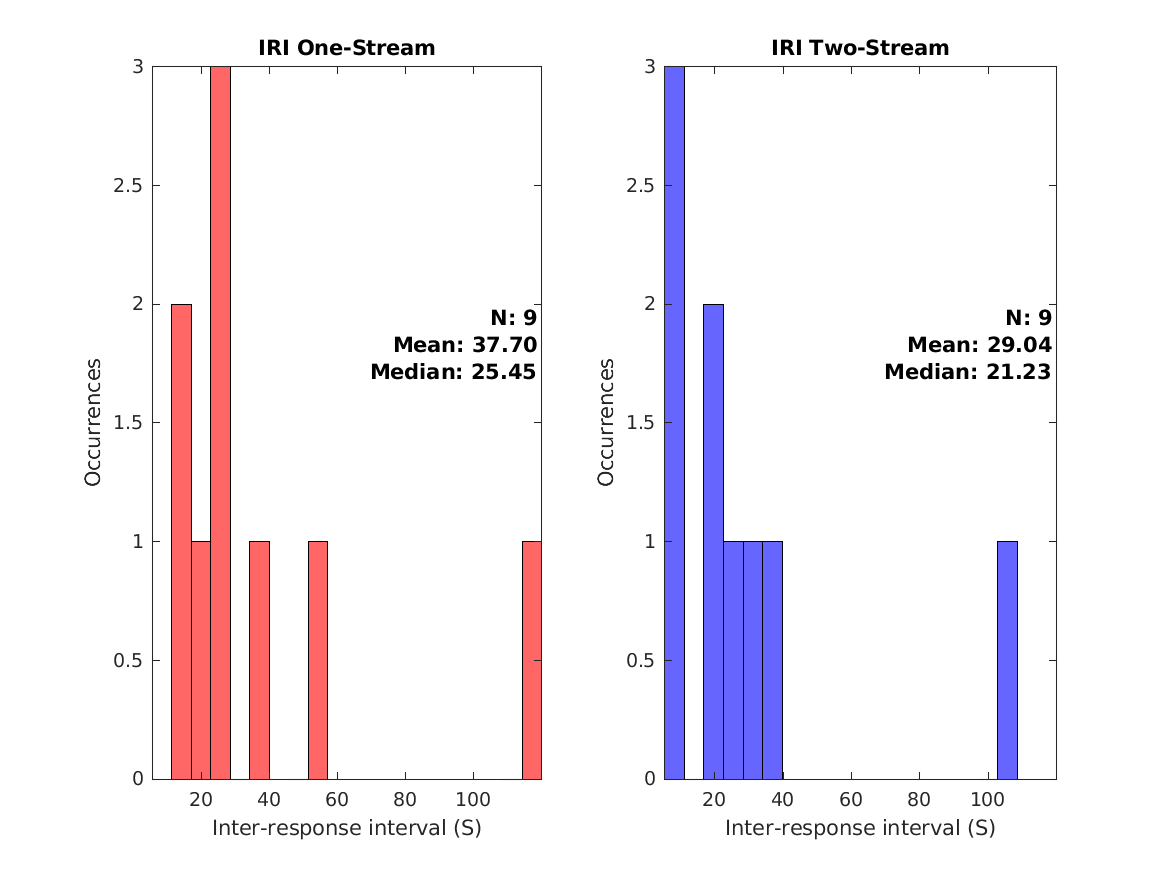 IRI One-Stream
3
2.5
2
1.5
1
0.5
0
Occurrences
N: 9
Mean: 37.70
Median: 25.45
20 40 60 80 100
Inter-response interval (S)
IRI Two-Stream
3
2.5
2
1.5
1
0.5
0
Occurrences
N: 9
Mean: 29.04
Median: 21.23
20 40 60 80 100
Inter-response interval (S)